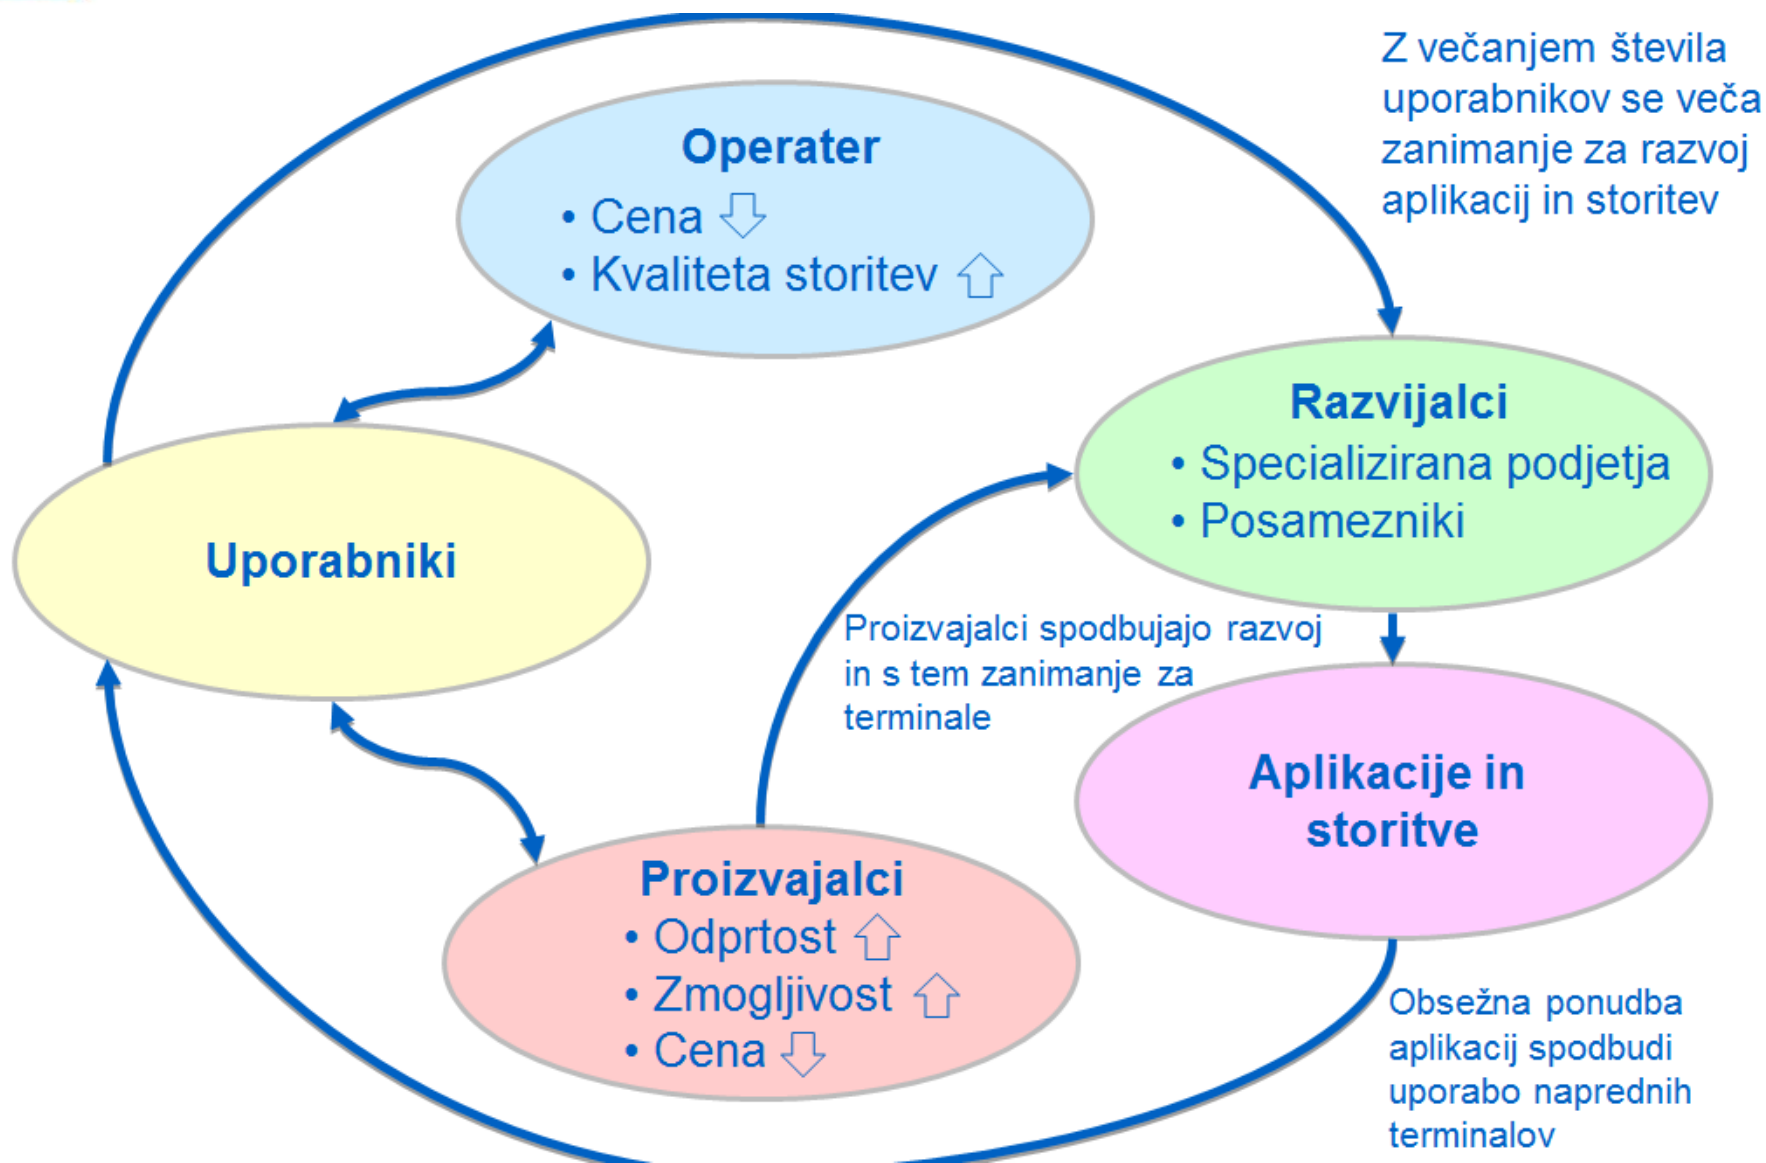 Z večanjem števila
uporabnikov se veča
zanimanje za razvoj
aplikacij in storitev
Operater
• Cena
• Kvaliteta storitev
Razvijalci
• Specializirana podjetja
• Posamezniki
Uporabniki
Proizvajalci spodbujajo razvoj
in s tem zanimanje za
terminale
Aplikacije in
storitve
Proizvajalci
• Odprtost
• Zmogljivost
• Cena
Obsežna ponudba
aplikacij spodbudi
uporabo naprednih
terminalov